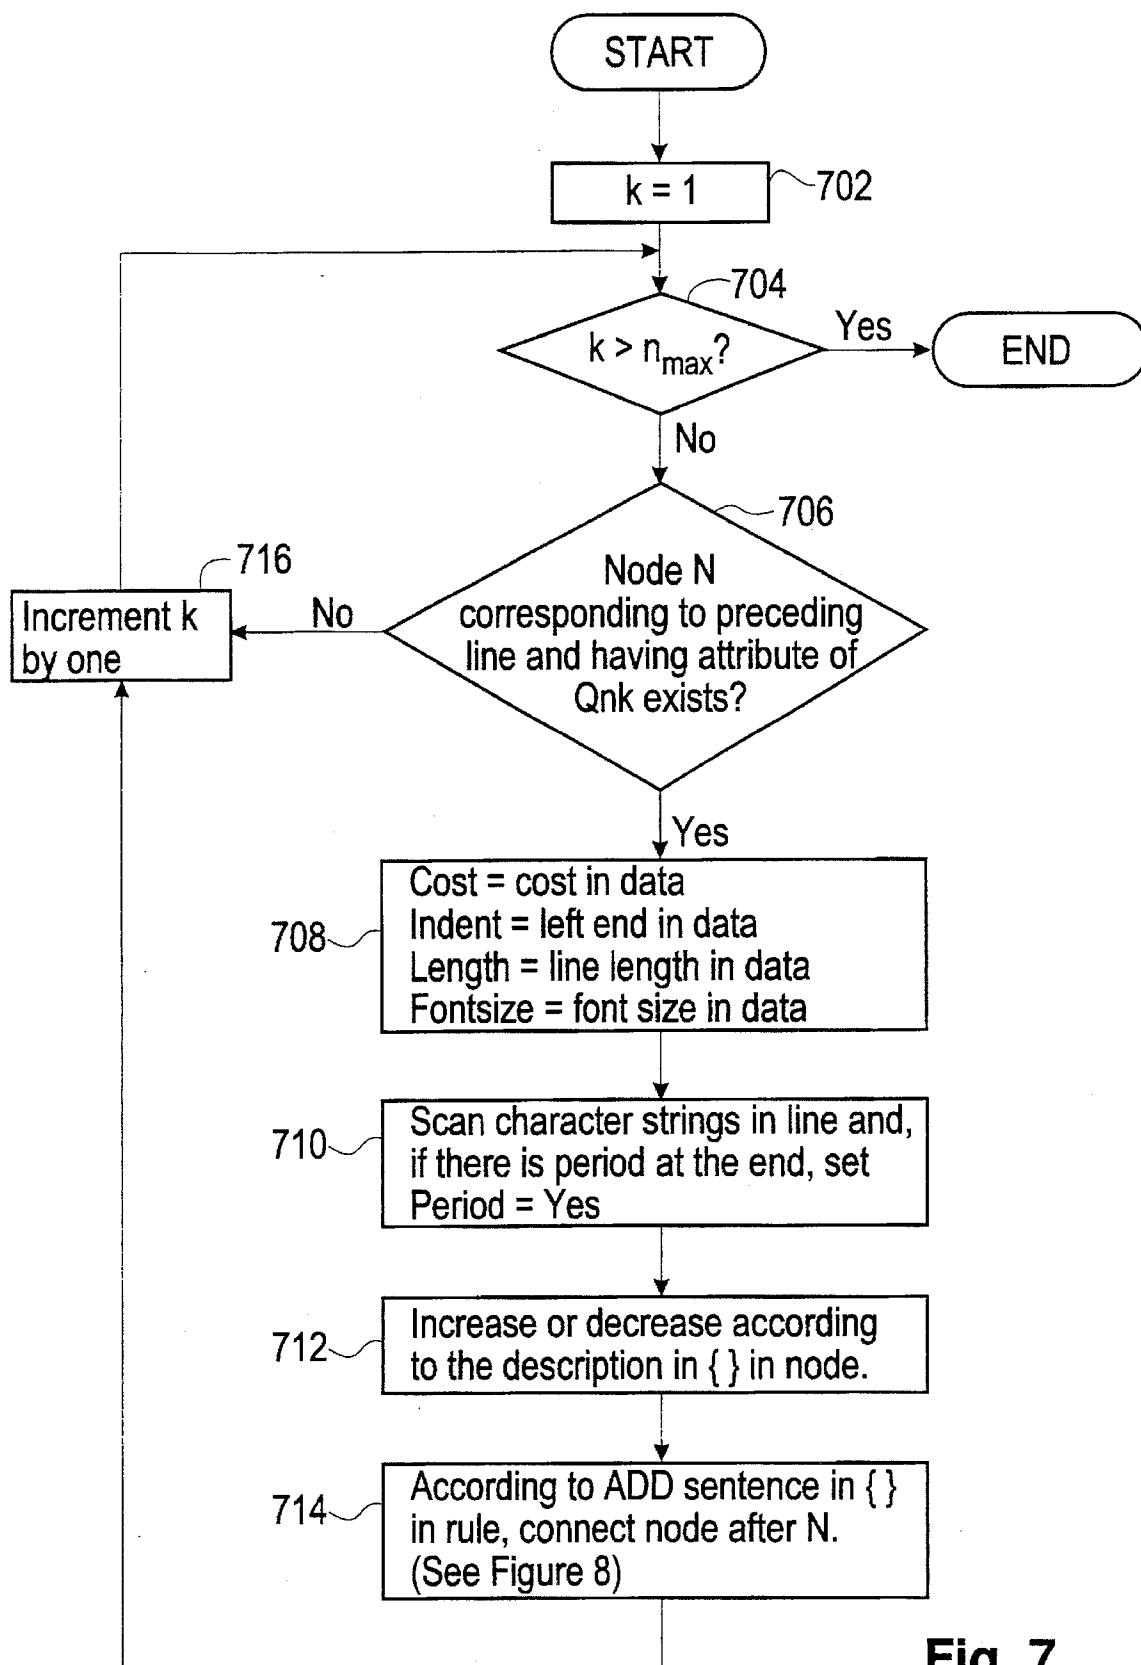 START
k = 1
702
704
k > nmax?
Yes
END
No
706
Node N
corresponding to preceding
line and having attribute of
Qnk exists?
716
Increment k
by one
No
Yes
708
Cost = cost in data
Indent = left end in data
Length = line length in data
Fontsize = font size in data
710
Scan character strings in line and,
if there is period at the end, set
Period = Yes
712
Increase or decrease according
to the description in { } in node.
714
According to ADD sentence in { }
in rule, connect node after N.
(See Figure 8)
Fig. 7